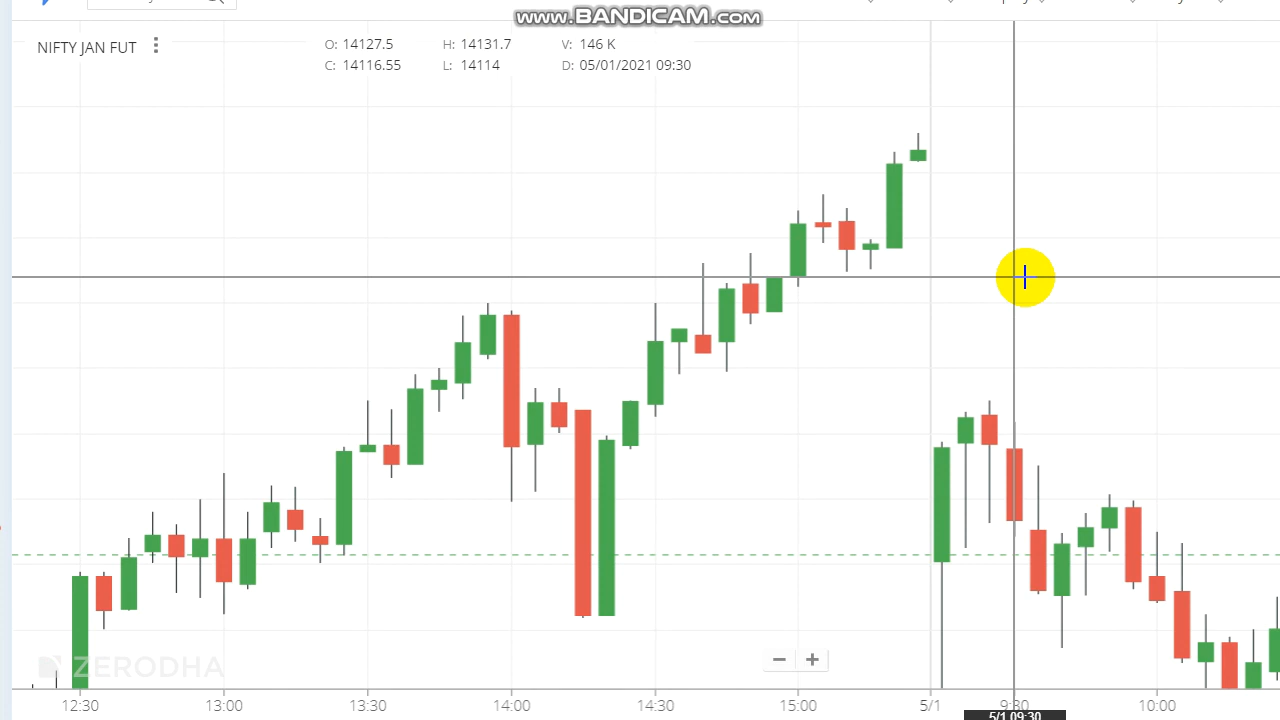 www.BANDICAM.com
NIFTY JAN FUT
O: 14127.5 H: 14131.7 V: 146 K
C: 14116.55 L: 14114 D: 05/01/2021 09:30
ZERODHA
12:30 13:00 13:30 14:00 14:30 15:00 5/1 9:30 10:00
5/1 09:30